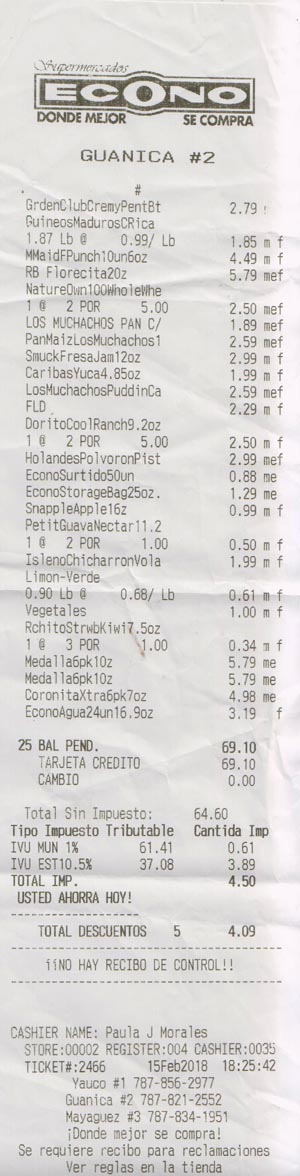 Supermercados
ECONO
DONDE MEJOR SE COMPRA
GUANICA #2
#
GrdenClubCremyPentBt 2.79
GuineosMadurosCRica
1.87 Lb @ 0.99/ Lb 1.85 m f
MMaidFPunch10un6oz 4.49 m f
RB Florecita20z 5.79 mef
NatureOwn100WholeWhe
1 @ 2 POR 5.00 2.50 mef
LOS MUCHACHOS PAN C/ 1.89 mef
PanMaizLosMuchachos1 2.59 mef
SmuckFresaJam12oz 2.99 m f
CaribasYuca4.85oz 1.99 m f
LosMuchachosPuddinCa 2.59 mef
FLD 2.29 m f
DoritoCoolRanch9.2oz
1 @ 2 POR 5.00 2.50 m f
HolandesPolvoronPist 2.99 mef
EconoSurtido50un 0.88 me
EconoStorageBag25oz. 1.29 me
SnappleApple16z 0.99 m f
PetitGuavaNectar11.2
1 @ 2 POR 1.00 0.50 m f
IslenoChicharronVola 1.99 m f
Limon-Verde
0.90 Lb @ 0.68/ Lb 0.61 m f
Vegetales 1.00 m f
RchitoStrwbKiwi7.5oz
1 @ 3 POR 1.00 0.34 m f
Medalla6pk10z 5.79 me
Medalla6pk10z 5.79 me
CoronitaXtra6pk7oz 4.98 me
EconoAgua24un16.9oz 3.19 f
25 BAL PEND. 69.10
TARJETA CREDITO 69.10
CAMBIO 0.00
Total Sin Impuesto: 64.60
Tipo Impuesto Tributable Cantida Imp
IVU MUN 1% 61.41 0.61
IVU EST10.5% 37.08 3.89
TOTAL IMP. 4.50
USTED AHORRA HOY!
TOTAL DESCUENTOS 5 4.09
¡¡NO HAY RECIBO DE CONTROL!!
CASHIER NAME: Paula J Morales
STORE:00002 REGISTER:004 CASHIER:0035
TICKET#:2466 15Feb2018 18:25:42
Yauco #1 787-856-2977
Guanica #2 787-821-2552
Mayaguez #3 787-834-1951
¡Donde mejor se compra!
Se requiere recibo para reclamaciones
Ver reglas en la tienda